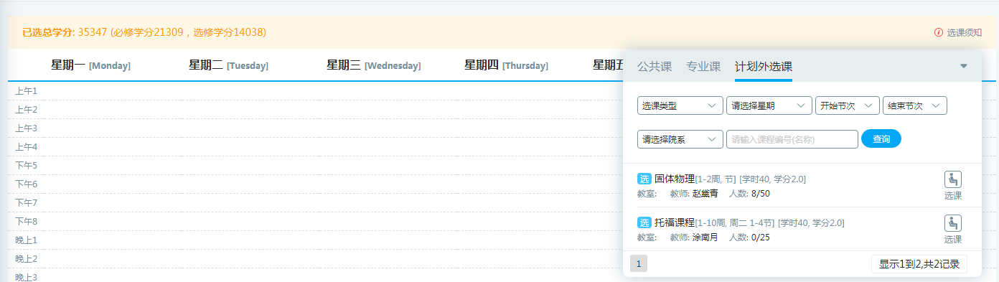 已选总学分: 35347 (必修学分21309，选修学分14038)
选课须知
星期一 [Monday] 星期二 [Tuesday] 星期三 [Wednesday] 星期四 [Thursday] 星期五
上午1
上午2
上午3
上午4
下午5
下午6
下午7
下午8
晚上1
晚上2
晚上3
公共课 专业课 计划外选课
选课类型 请选择星期 开始节次 结束节次
请选择院系 请输入课程编号(名称) 查询
选 固体物理[1-2周, 节] [学时40, 学分2.0]
教室: 教师: 赵黛青 人数: 8/50
选课
选 托福课程[1-10周, 周二 1-4节] [学时40, 学分2.0]
教室: 教师: 涂南月 人数: 0/25
选课
1 显示1到2,共2记录